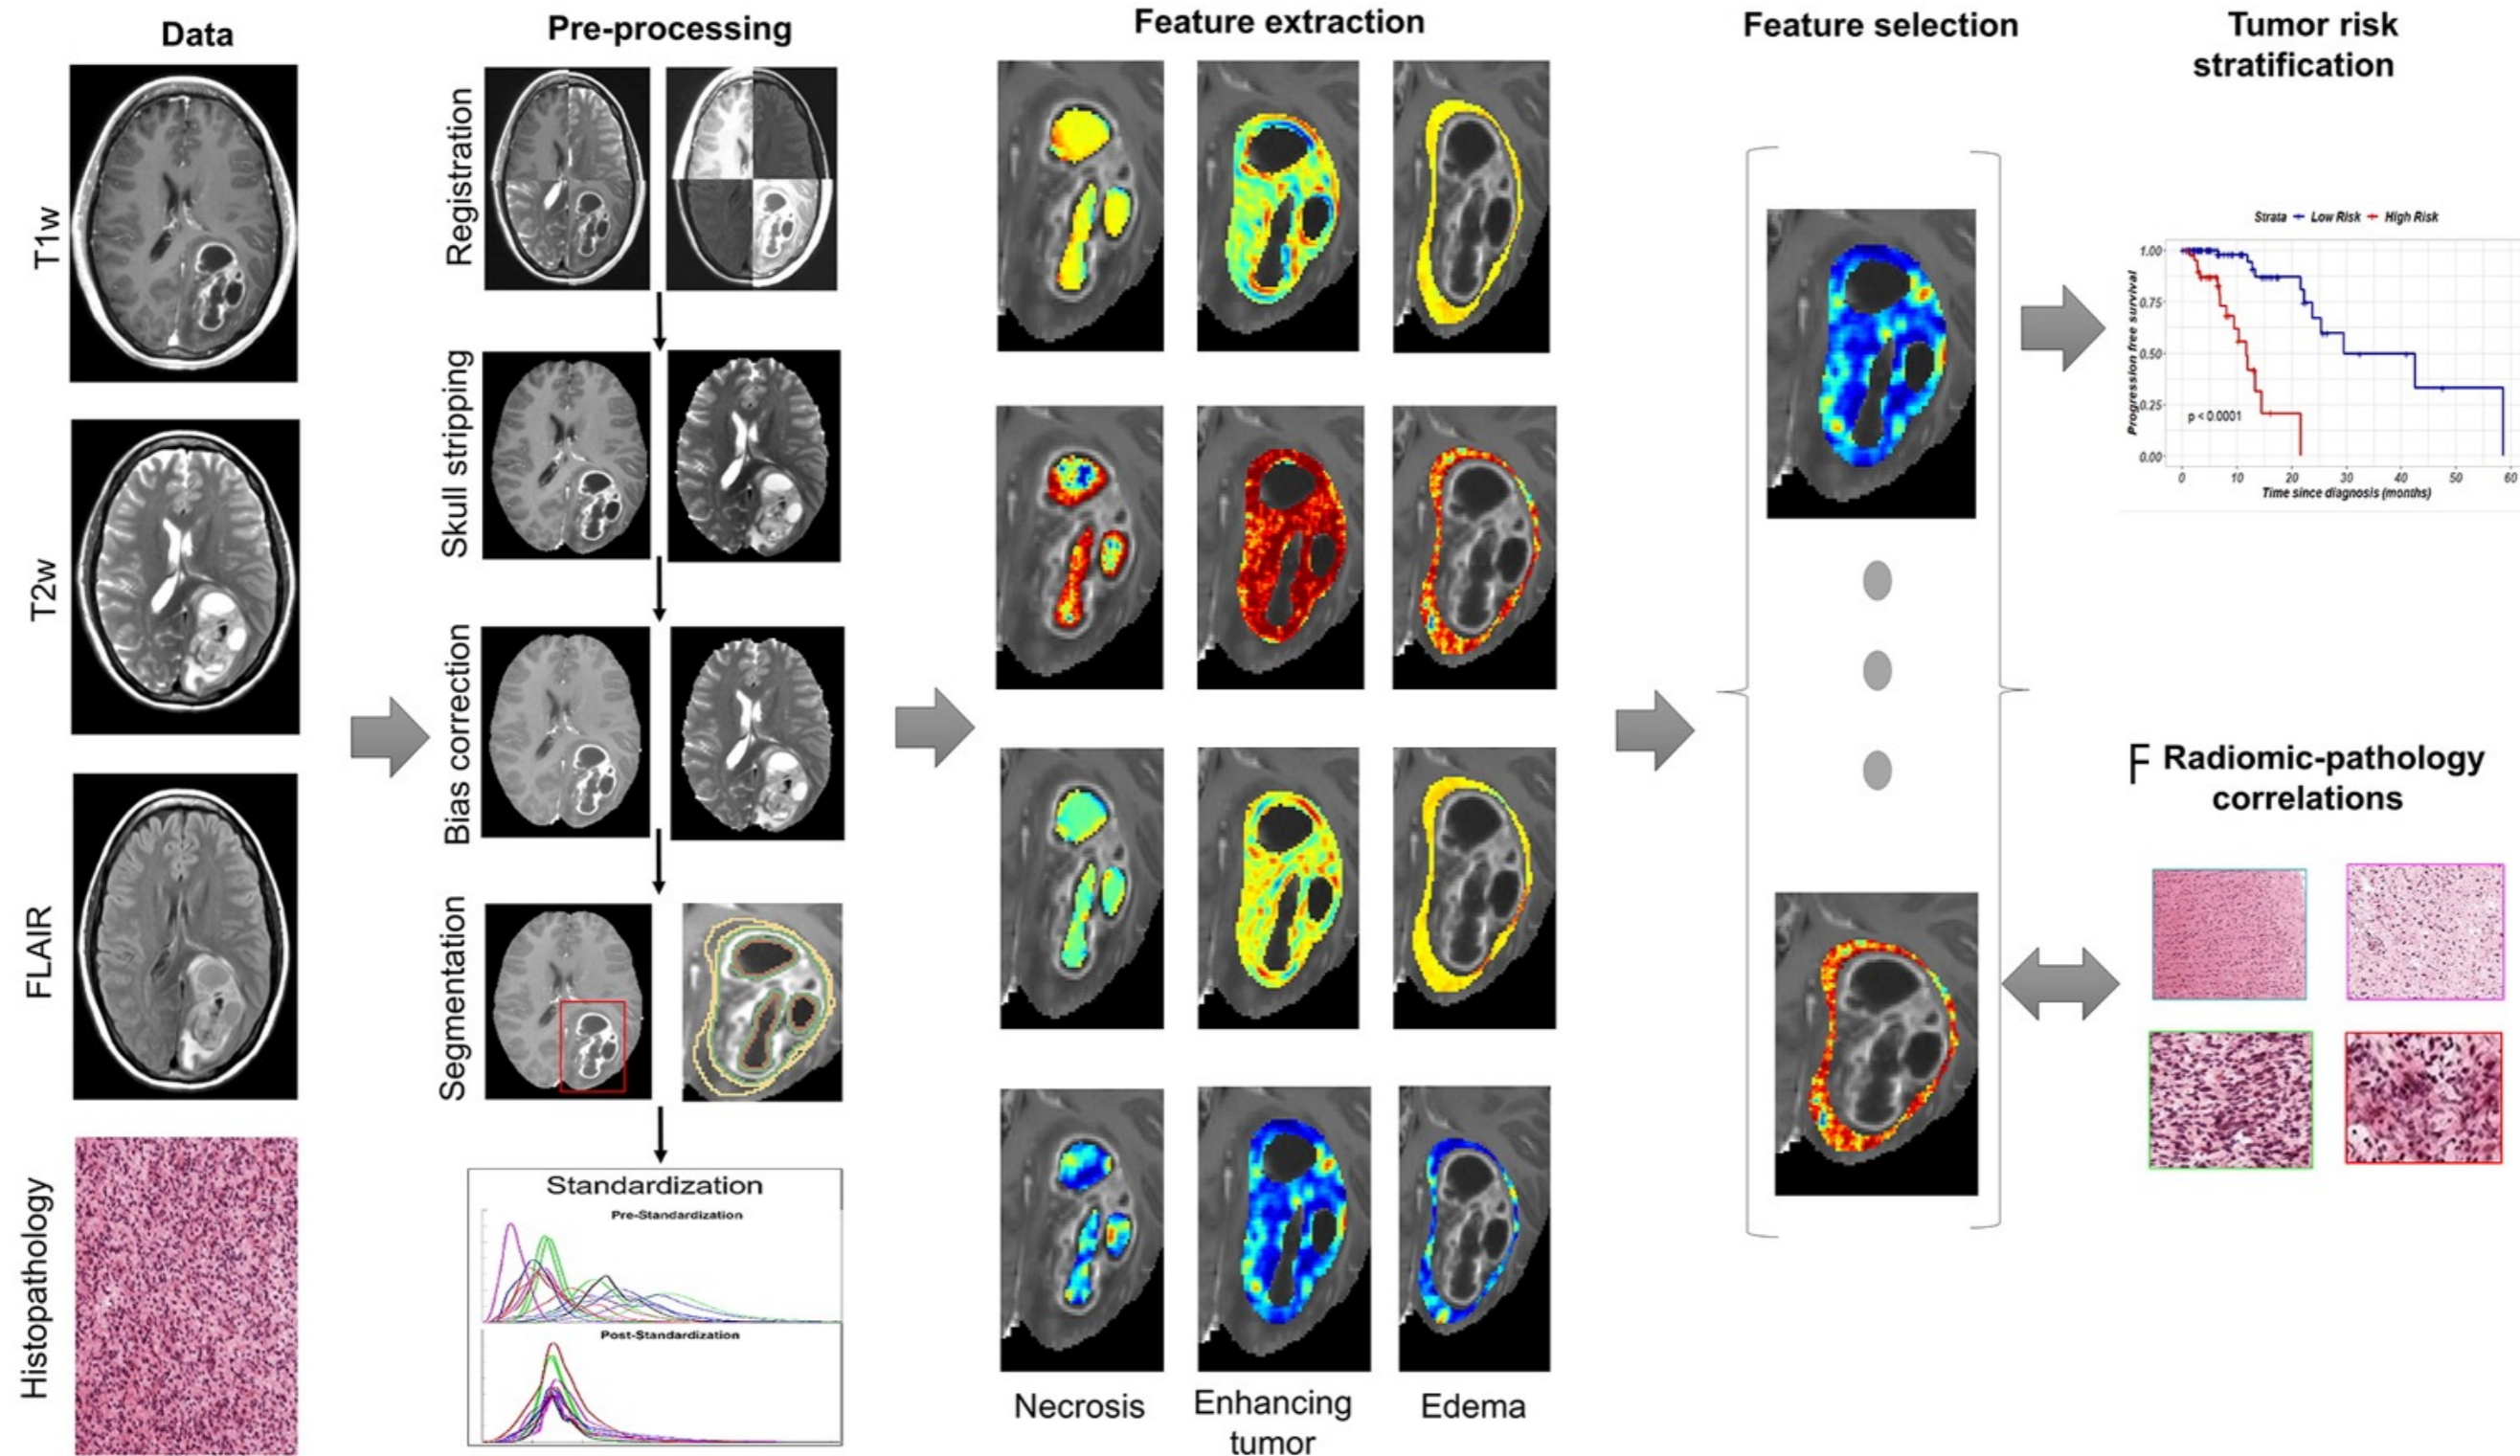 Data
T1w
T2w
FLAIR
Histopathology
Pre-processing
Registration
Skull stripping
Bias correction
Segmentation
Standardization
Pre-Standardization
Post-Standardization
Feature extraction
Necrosis
Enhancing
tumor
Edema
Feature selection
Tumor risk
stratification
Strata Low Risk High Risk
Progression free survival
1.00
0.75
0.50
0.25
0.00
p < 0.0001
0 10 20 30 40 50 60
Time since diagnosis (months)
F Radiomic-pathology
correlations